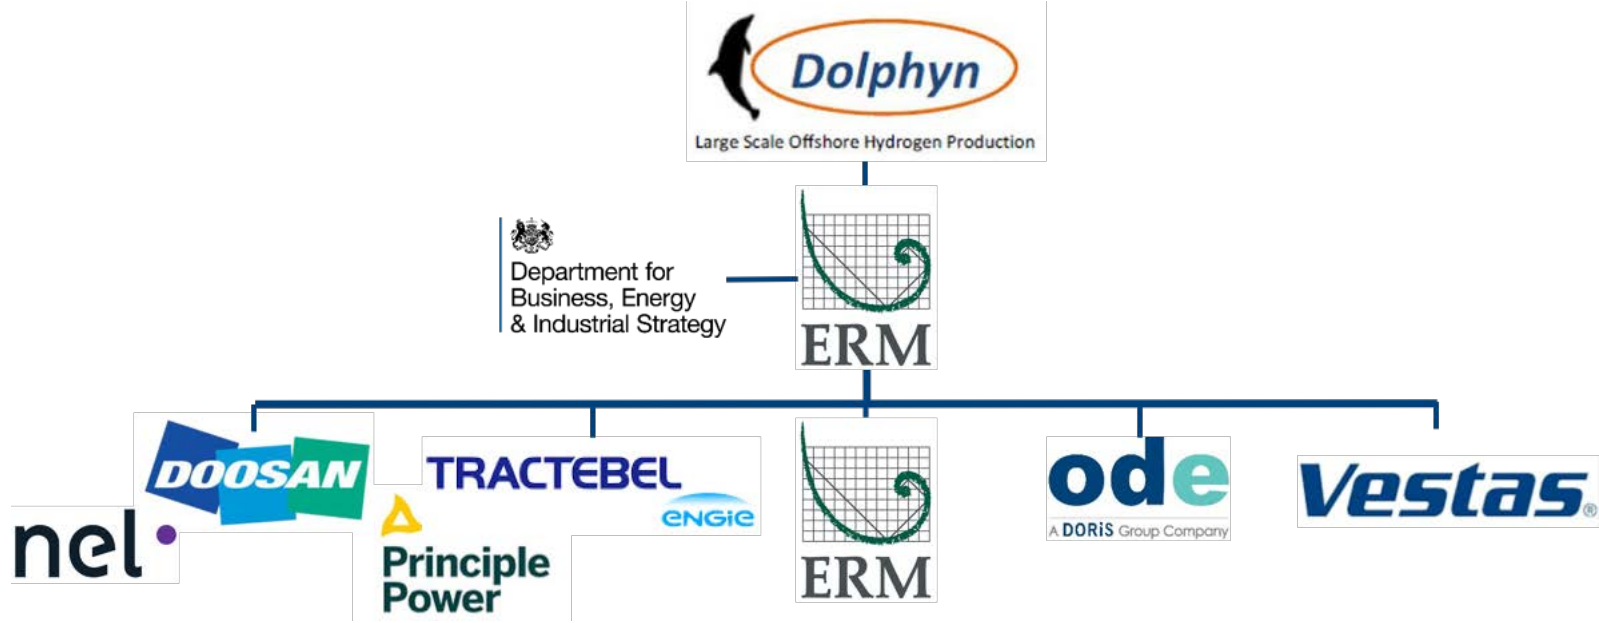 Dolphyn
Large Scale Offshore Hydrogen Production
Department for
Business, Energy
& Industrial Strategy
ERM
DOOSAN
nel
TRACTEBEL
ENGIE
Principle
Power
ERM
ode
A DORiS Group Company
Vestas®